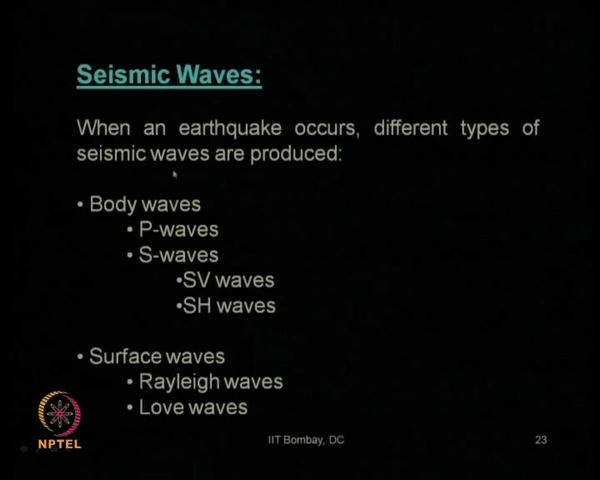 Seismic Waves:
When an earthquake occurs, different types of
seismic waves are produced:
• Body waves
• P-waves
• S-waves
•SV waves
•SH waves
• Surface waves
• Rayleigh waves
• Love waves
NPTEL
IIT Bombay, DC
23